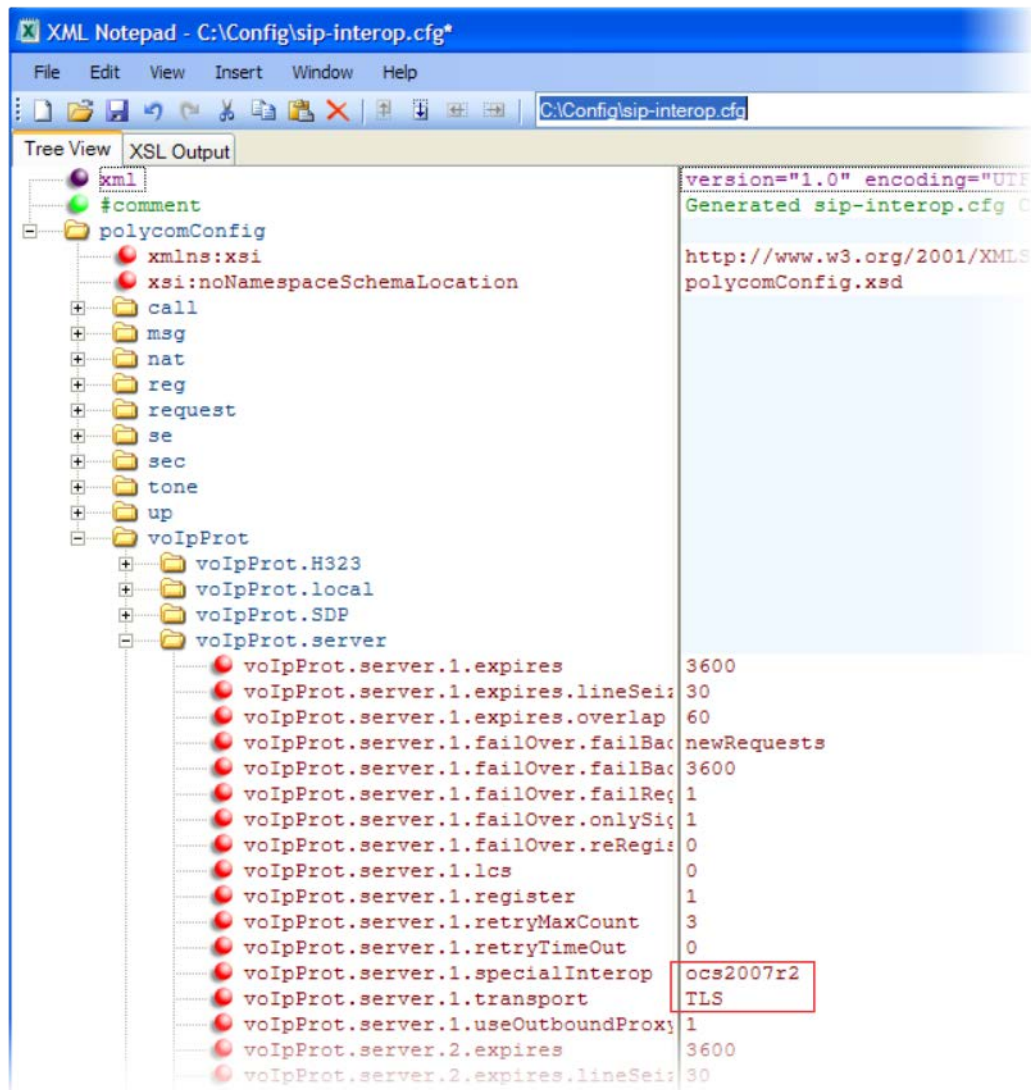 XML Notepad - C:\Config\sip-interop.cfg*
File Edit View Insert Window Help
C:\Config\sip-interop.cfg
Tree View XSL Output
xml version="1.0" encoding="UTF
#comment Generated sip-interop.cfg C
polycomConfig
xmlns:xsi http://www.w3.org/2001/XMLS
xsi:noNamespaceSchemaLocation polycomConfig.xsd
call
msg
nat
reg
request
se
sec
tone
up
voIpProt
voIpProt.H323
voIpProt.local
voIpProt.SDP
voIpProt.server
voIpProt.server.1.expires 3600
voIpProt.server.1.expires.lineSeiz 30
voIpProt.server.1.expires.overlap 60
voIpProt.server.1.failOver.failBac newRequests
voIpProt.server.1.failOver.failBac 3600
voIpProt.server.1.failOver.failReg 1
voIpProt.server.1.failOver.onlySig 1
voIpProt.server.1.failOver.reRegis 0
voIpProt.server.1.lcs 0
voIpProt.server.1.register 1
voIpProt.server.1.retryMaxCount 3
voIpProt.server.1.retryTimeOut 0
voIpProt.server.1.specialInterop ocs2007r2
voIpProt.server.1.transport TLS
voIpProt.server.1.useOutboundProxy 1
voIpProt.server.2.expires 3600
voIpProt.server.2.expires.lineSeiz 30